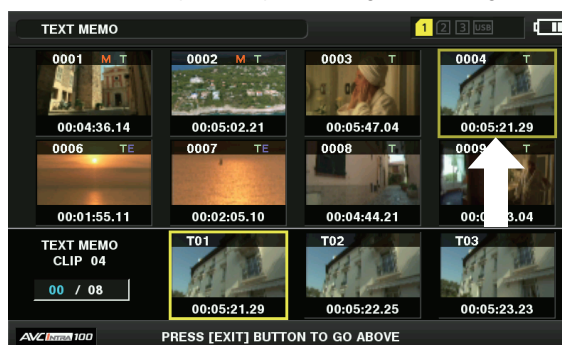 TEXT MEMO 1 2 3 USB
0001 M T 0002 M T 0003 T 0004 T
00:04:36.14 00:05:02.21 00:05:47.04 00:05:21.29
0006 TE 0007 TE 0008 T 0009
00:01:55.11 00:02:05.10 00:04:44.21 3.04
TEXT MEMO
CLIP 04
00 / 08
T01 T02 T03
00:05:21.29 00:05:22.25 00:05:23.23
AVC INTRA 100 PRESS [EXIT] BUTTON TO GO ABOVE